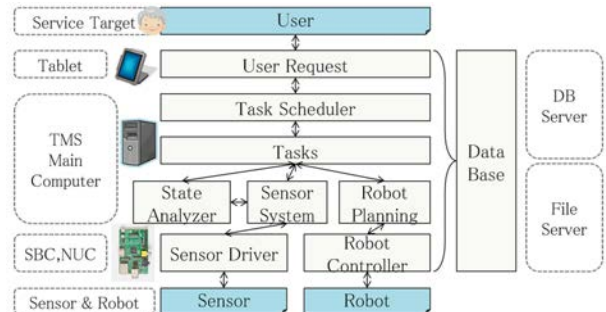 Service Target
User
Tablet
User Request
Task Scheduler
TMS
Main
Computer
Tasks
State
Analyzer
Sensor
System
Robot
Planning
SBC,NUC
Sensor Driver
Robot
Controller
Sensor & Robot
Sensor
Robot
Data
Base
DB
Server
File
Server